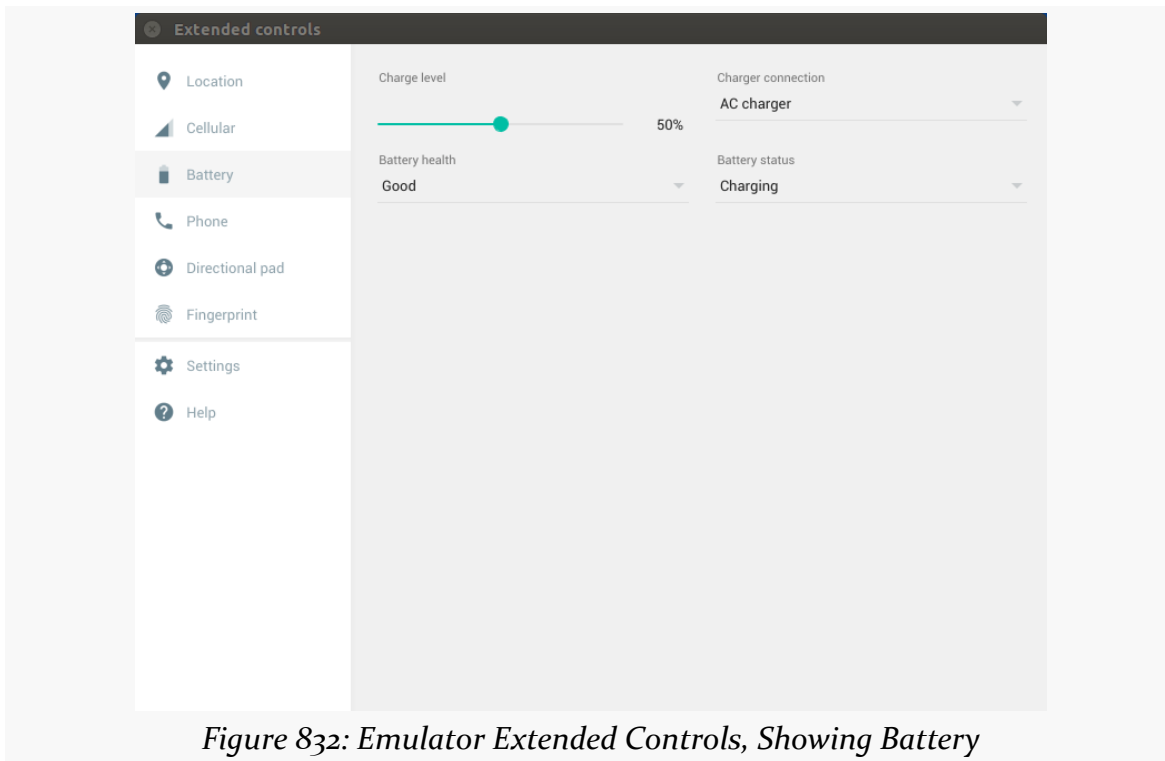 Extended controls
Location
Cellular
Battery
Phone
Directional pad
Fingerprint
Settings
Help
Charge level
50%
Charger connection
AC charger
Battery health
Good
Battery status
Charging
Figure 832: Emulator Extended Controls, Showing Battery